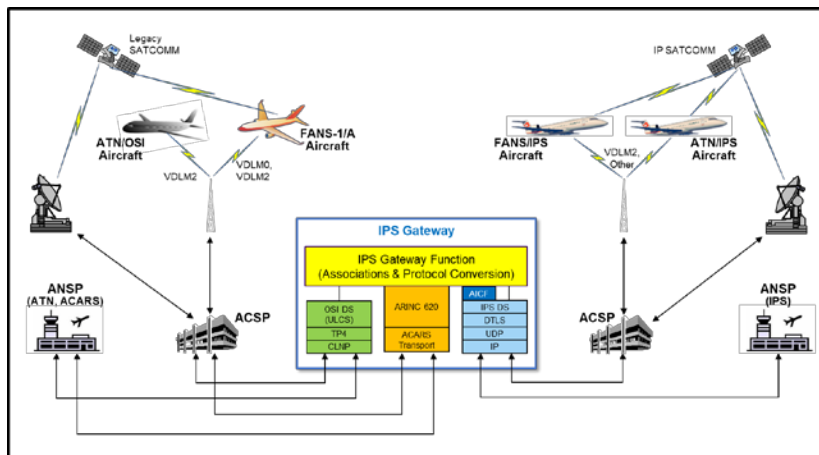 Legacy
SATCOMM
IP SATCOMM
ATN/OSI
Aircraft
FANS-1/A
Aircraft
FANS/IPS
Aircraft
ATN/IPS
Aircraft
VDLM2
VDLM0,
VDLM2
VDLM2,
Other
IPS Gateway
IPS Gateway Function
(Associations & Protocol Conversion)
ANSP
(ATN, ACARS)
ACSP
OSI DS
(ULCS)
TP4
CLNP
ARINC 620
ACARS
Transport
AICF
IPS DS
DTLS
UDP
IP
ACSP
ANSP
(IPS)